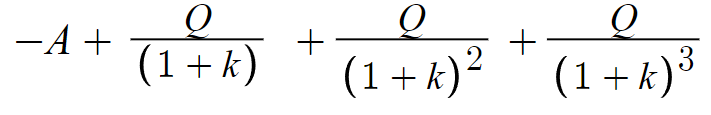 −A + Q/(1 + k) + Q/(1 + k)² + Q/(1 + k)³